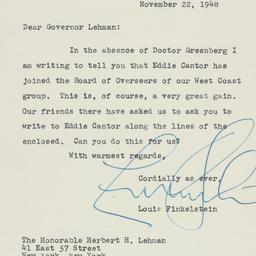 November 22, 1948
Dear Governor Lehman:
In the absence of Doctor Greenberg I
am writing to tell you that Eddie Cantor has
joined the Board of Overseers of our West Coast
group. This is, of course, a very great gain.
Our friends there have asked us to ask you to
write to Eddie Cantor along the lines of the
enclosed. Can you do this for us?
With warmest regards,
Cordially as ever,
Louis Finkelstein
The Honorable Herbert H. Lehman
41 East 57 Street
New York, New York